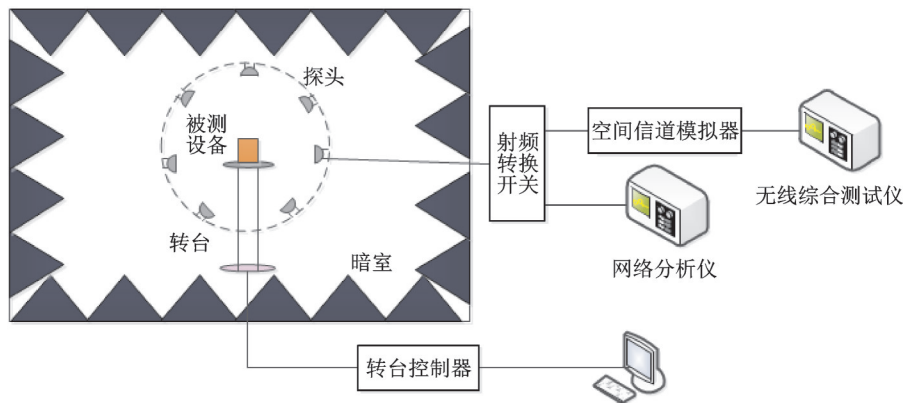 探头
被测
设备
转台
暗室
射频
转换
开关
空间信道模拟器
无线综合测试仪
网络分析仪
转台控制器